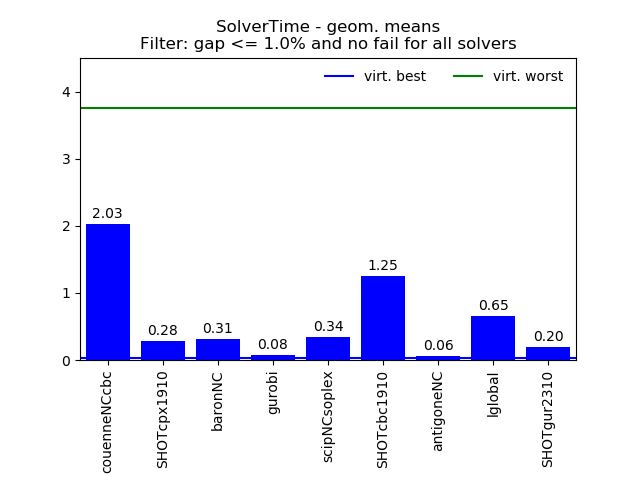 SolverTime - geom. means
Filter: gap <= 1.0% and no fail for all solvers
virt. best
virt. worst
4
3
2
1
0
2.03
0.28
0.31
0.08
0.34
1.25
0.06
0.65
0.20
couenneNCcbc
SHOTcpx1910
baronNC
gurobi
scipNCsoplex
SHOTcbc1910
antigoneNC
lglobal
SHOTgur2310